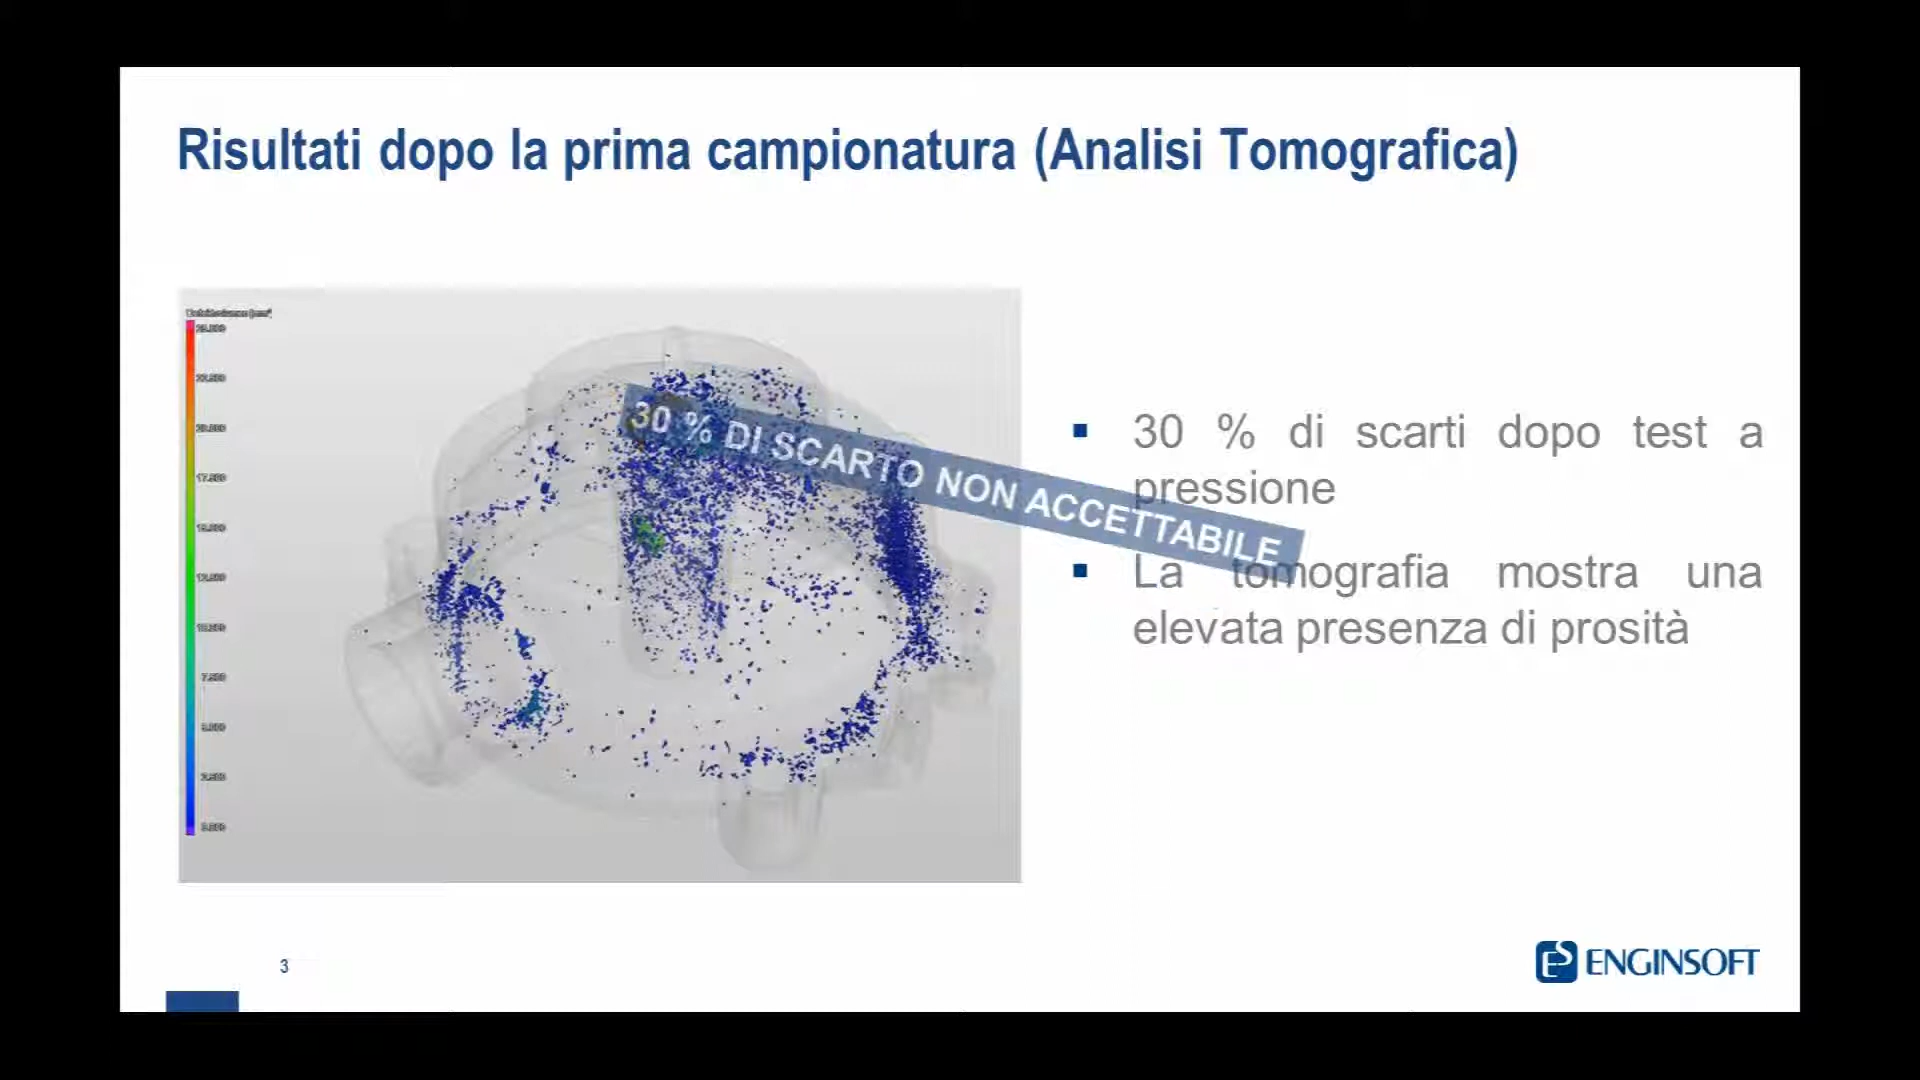 Risultati dopo la prima campionatura (Analisi Tomografica)
30 % DI SCARTO NON ACCETTABILE
30 % di scarti dopo test a
pressione
La tomografia mostra una
elevata presenza di prosità
3
ENGINSOFT